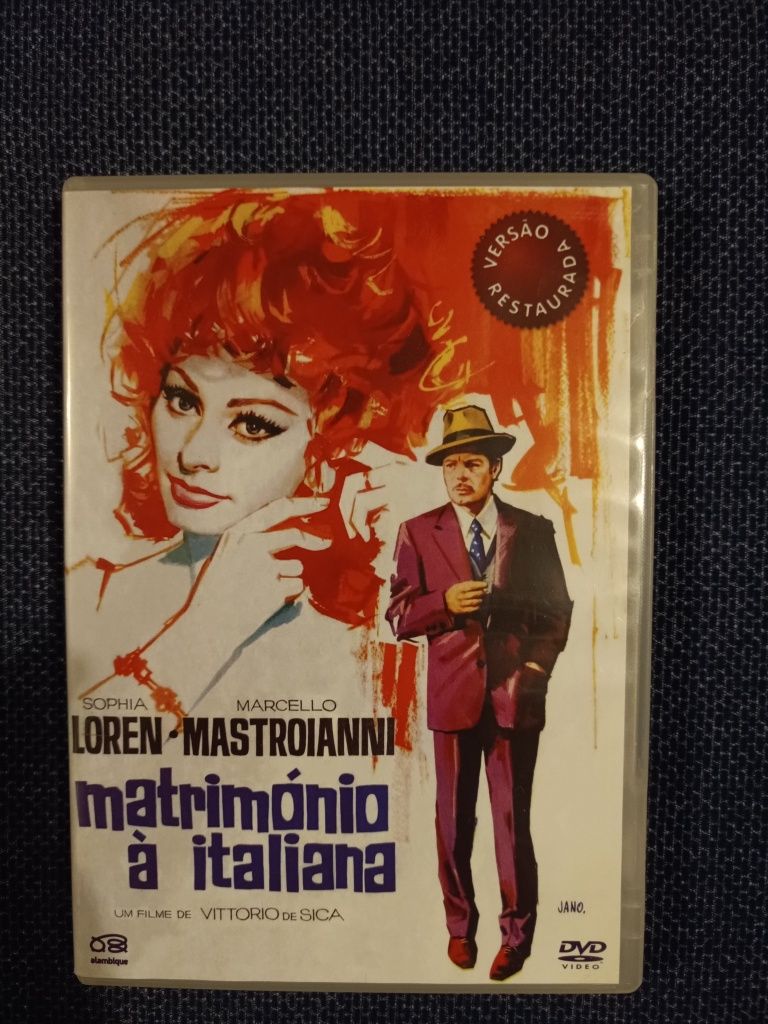 VERSÃO
RESTAURADA
SOPHIA MARCELLO
LOREN · MASTROIANNI
matrimónio
à italiana
UM FILME DE VITTORIO DE SICA
JANO.
alambique
DVD
VIDEO